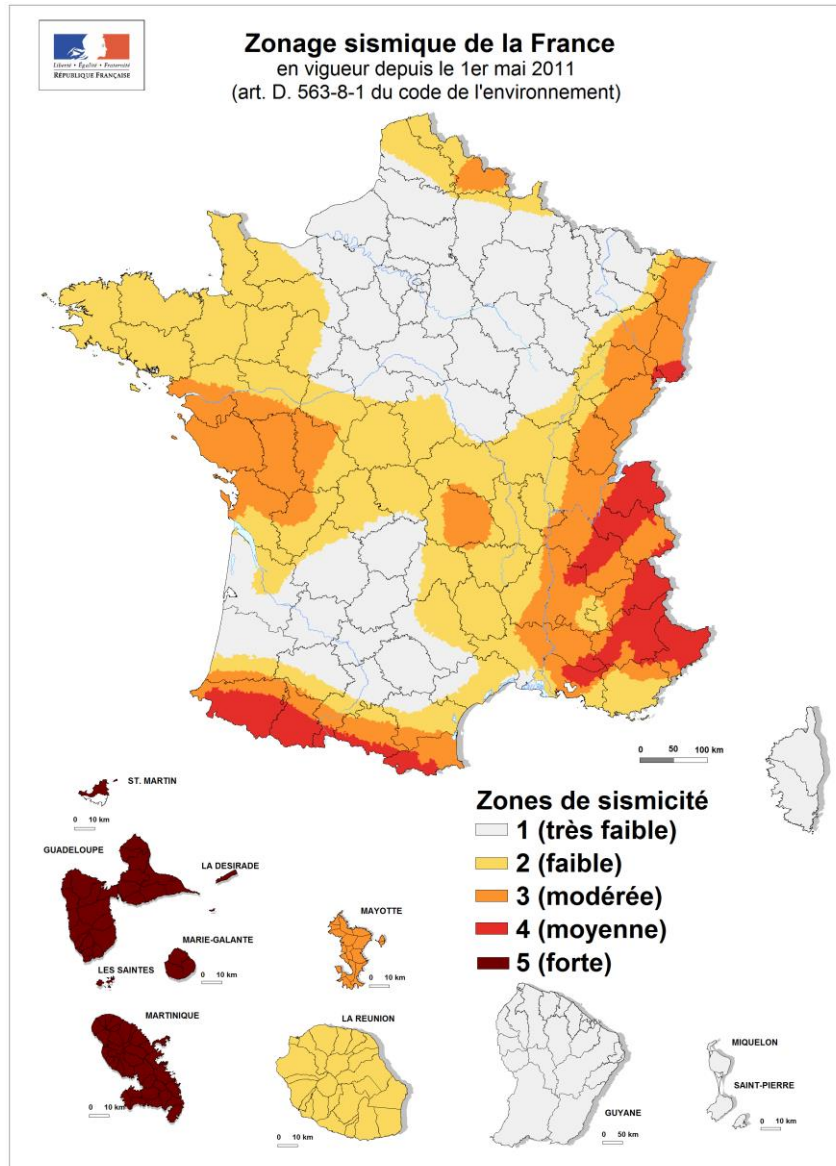 Liberté • Égalité • Fraternité
RÉPUBLIQUE FRANÇAISE
Zonage sismique de la France
en vigueur depuis le 1er mai 2011
(art. D. 563-8-1 du code de l'environnement)
0 50 100 km
ST. MARTIN
0 10 km
GUADELOUPE
LA DESIRADE
MARIE-GALANTE
LES SAINTES
0 10 km
MAYOTTE
0 10 km
Zones de sismicité
1 (très faible)
2 (faible)
3 (modérée)
4 (moyenne)
5 (forte)
MARTINIQUE
0 10 km
LA REUNION
0 10 km
GUYANE
0 50 km
MIQUELON
SAINT-PIERRE
0 10 km